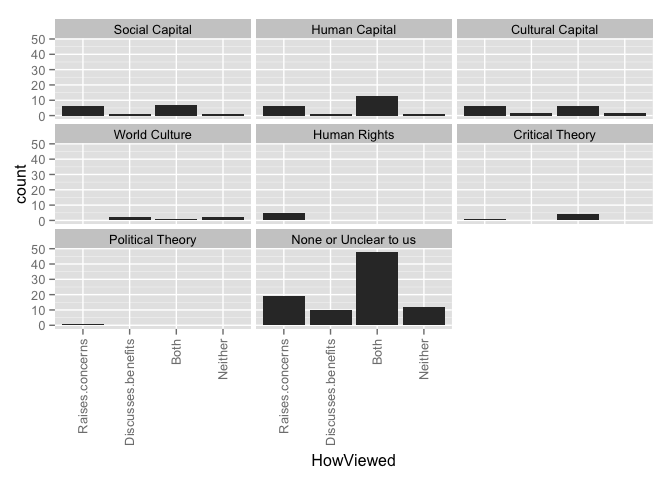 Social Capital
Human Capital
Cultural Capital
50
40
30
20
10
0
World Culture
Human Rights
Critical Theory
50
40
30
20
10
0
Political Theory
None or Unclear to us
50
40
30
20
10
0
count
Raises.concerns
Discusses.benefits
Both
Neither
Raises.concerns
Discusses.benefits
Both
Neither
HowViewed